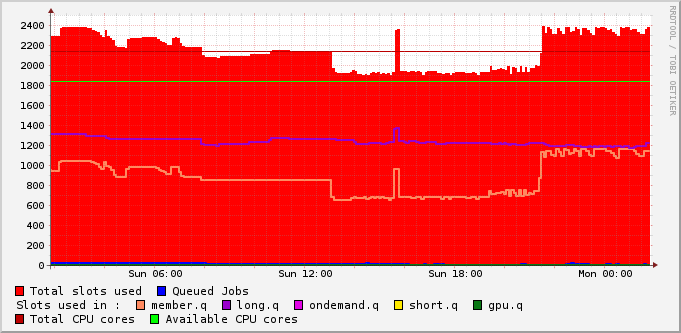 2400
2200
2000
1800
1600
1400
1200
1000
800
600
400
200
0
Sun 06:00 Sun 12:00 Sun 18:00 Mon 00:00
RRDTOOL / TOBI OETIKER
Total slots used Queued Jobs
Slots used in : member.q long.q ondemand.q short.q gpu.q
Total CPU cores Available CPU cores